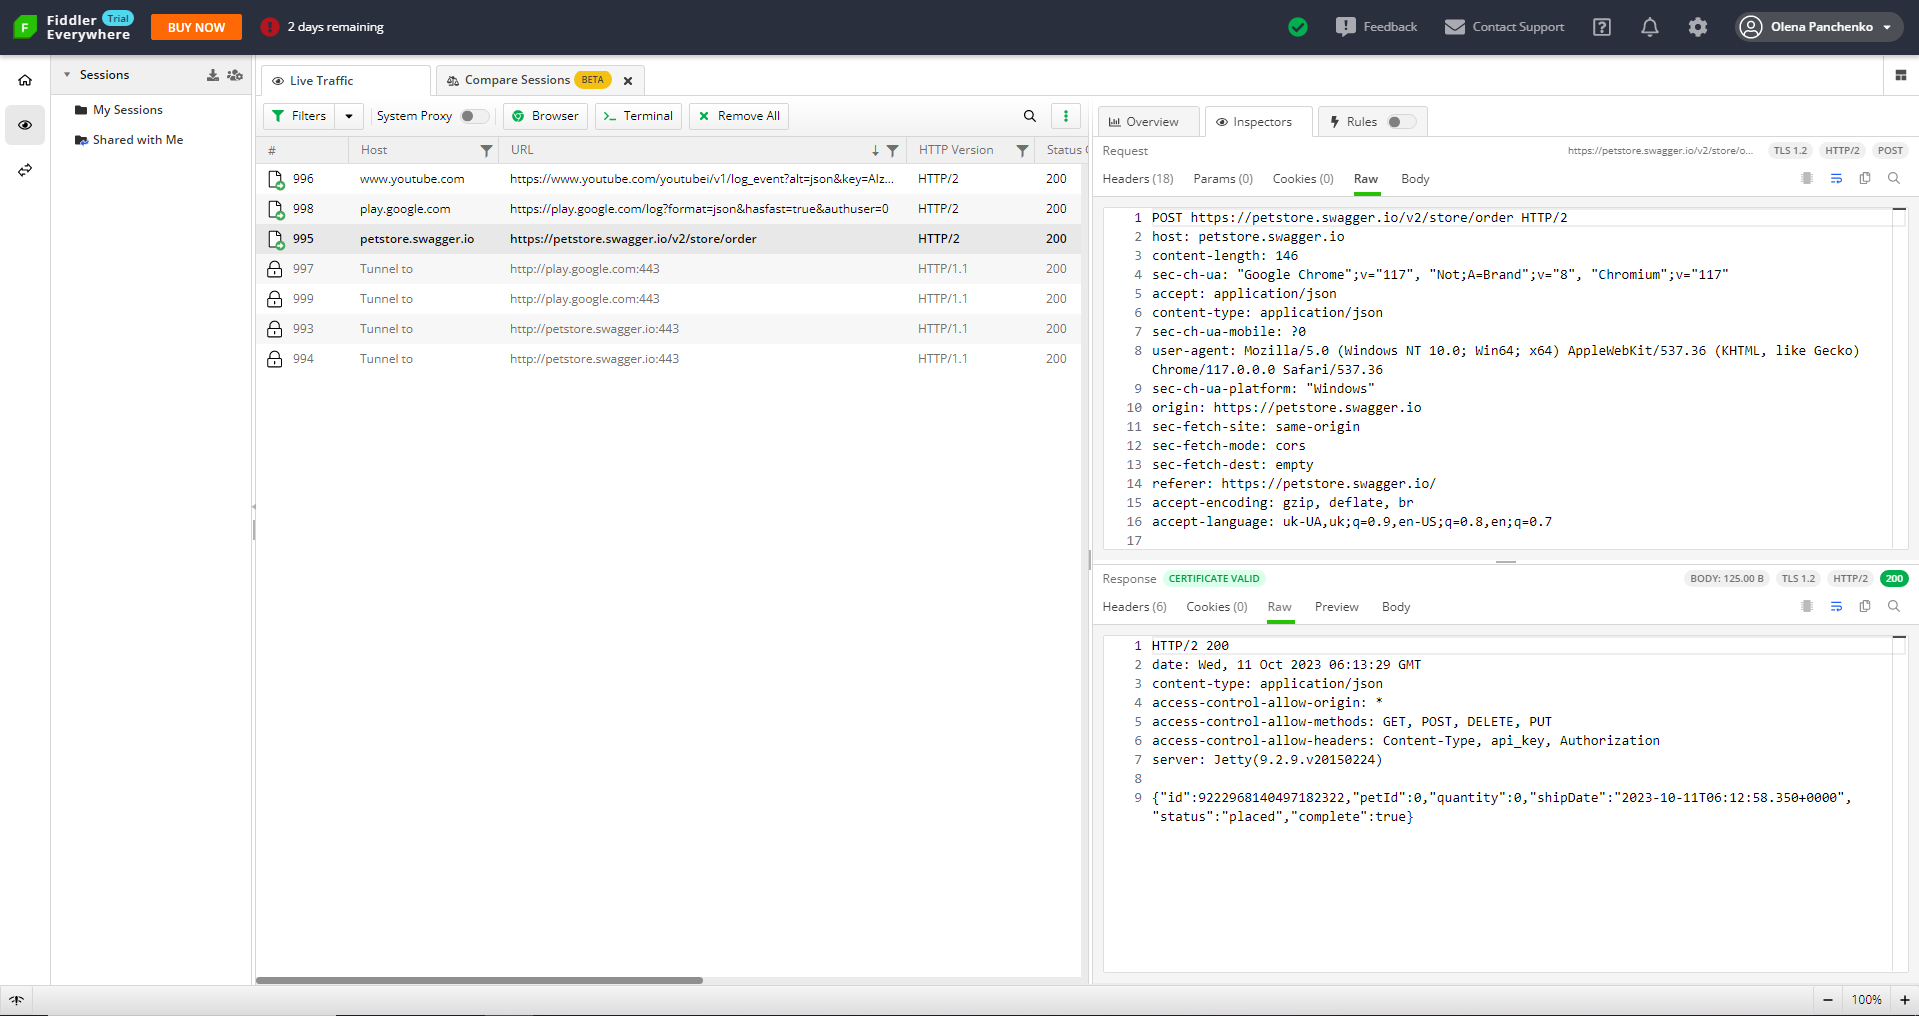 Fiddler Trial
Everywhere
BUY NOW
2 days remaining
Feedback
Contact Support
Olena Panchenko
Sessions
My Sessions
Shared with Me
Live Traffic
Compare Sessions BETA
Filters
System Proxy
Browser
Terminal
Remove All
# Host URL HTTP Version Status C
996 www.youtube.com https://www.youtube.com/youtubei/v1/log_event?alt=json&key=AIz... HTTP/2 200
998 play.google.com https://play.google.com/log?format=json&hasfast=true&authuser=0 HTTP/2 200
995 petstore.swagger.io https://petstore.swagger.io/v2/store/order HTTP/2 200
997 Tunnel to http://play.google.com:443 HTTP/1.1 200
999 Tunnel to http://play.google.com:443 HTTP/1.1 200
993 Tunnel to http://petstore.swagger.io:443 HTTP/1.1 200
994 Tunnel to http://petstore.swagger.io:443 HTTP/1.1 200
Overview
Inspectors
Rules
Request https://petstore.swagger.io/v2/store/o... TLS 1.2 HTTP/2 POST
Headers (18) Params (0) Cookies (0) Raw Body
1 POST https://petstore.swagger.io/v2/store/order HTTP/2
2 host: petstore.swagger.io
3 content-length: 146
4 sec-ch-ua: "Google Chrome";v="117", "Not;A=Brand";v="8", "Chromium";v="117"
5 accept: application/json
6 content-type: application/json
7 sec-ch-ua-mobile: ?0
8 user-agent: Mozilla/5.0 (Windows NT 10.0; Win64; x64) AppleWebKit/537.36 (KHTML, like Gecko)
Chrome/117.0.0.0 Safari/537.36
9 sec-ch-ua-platform: "Windows"
10 origin: https://petstore.swagger.io
11 sec-fetch-site: same-origin
12 sec-fetch-mode: cors
13 sec-fetch-dest: empty
14 referer: https://petstore.swagger.io/
15 accept-encoding: gzip, deflate, br
16 accept-language: uk-UA,uk;q=0.9,en-US;q=0.8,en;q=0.7
17
Response CERTIFICATE VALID BODY: 125.00 B TLS 1.2 HTTP/2 200
Headers (6) Cookies (0) Raw Preview Body
1 HTTP/2 200
2 date: Wed, 11 Oct 2023 06:13:29 GMT
3 content-type: application/json
4 access-control-allow-origin: *
5 access-control-allow-methods: GET, POST, DELETE, PUT
6 access-control-allow-headers: Content-Type, api_key, Authorization
7 server: Jetty(9.2.9.v20150224)
8
9 {"id":9222968140497182322,"petId":0,"quantity":0,"shipDate":"2023-10-11T06:12:58.350+0000",
"status":"placed","complete":true}
100%